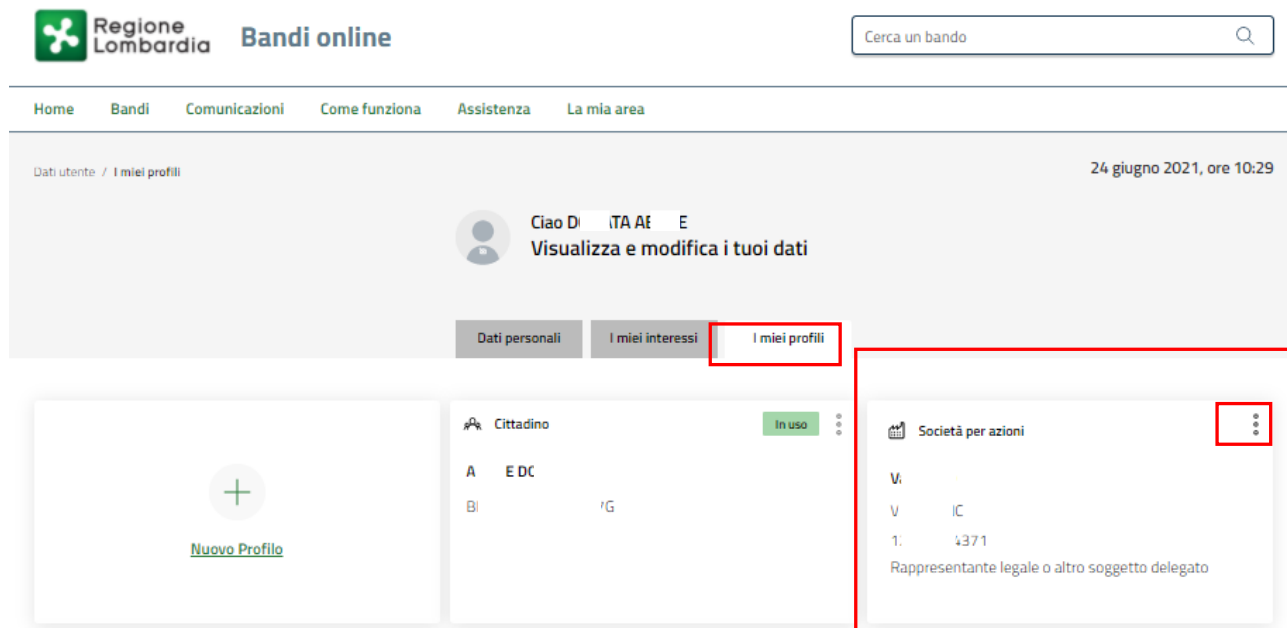 Regione
Lombardia
Bandi online
Cerca un bando
Home Bandi Comunicazioni Come funziona Assistenza La mia area
Dati utente / I miei profili
24 giugno 2021, ore 10:29
Ciao
Visualizza e modifica i tuoi dati
Dati personali I miei interessi I miei profili
Nuovo Profilo
Cittadino
In uso
Società per azioni
4371
Rappresentante legale o altro soggetto delegato